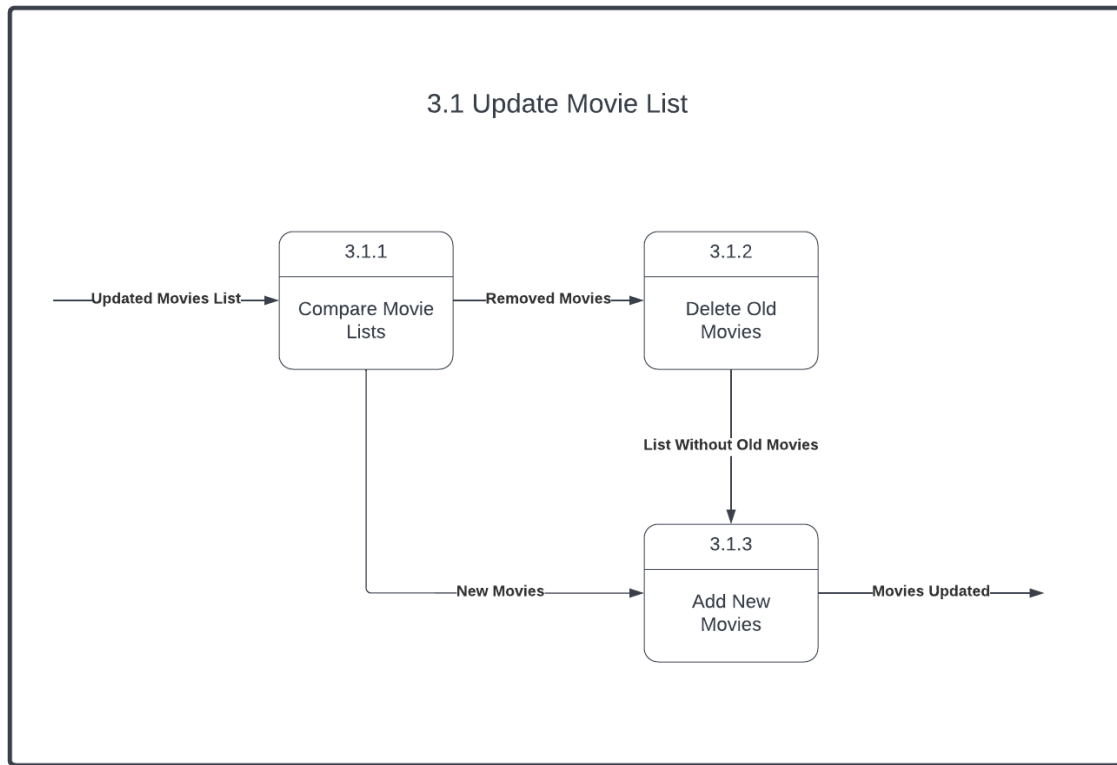 3.1 Update Movie List
3.1.1
3.1.2
Updated Movies List
Compare Movie
Lists
Removed Movies
Delete Old
Movies
List Without Old Movies
3.1.3
New Movies
Add New
Movies
Movies Updated